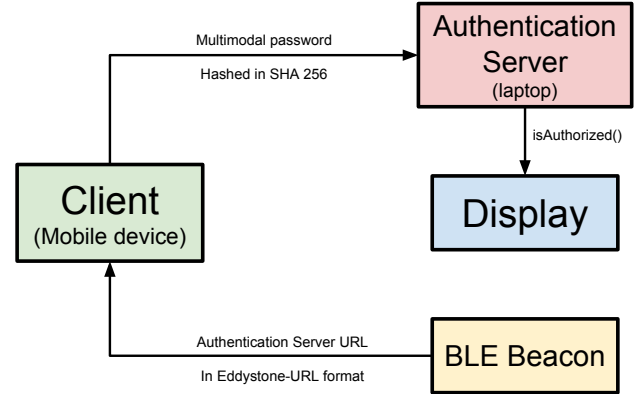 Authentication
Server
(laptop)
Multimodal password
Hashed in SHA 256
isAuthorized()
Client
(Mobile device)
Display
Authentication Server URL
In Eddystone-URL format
BLE Beacon